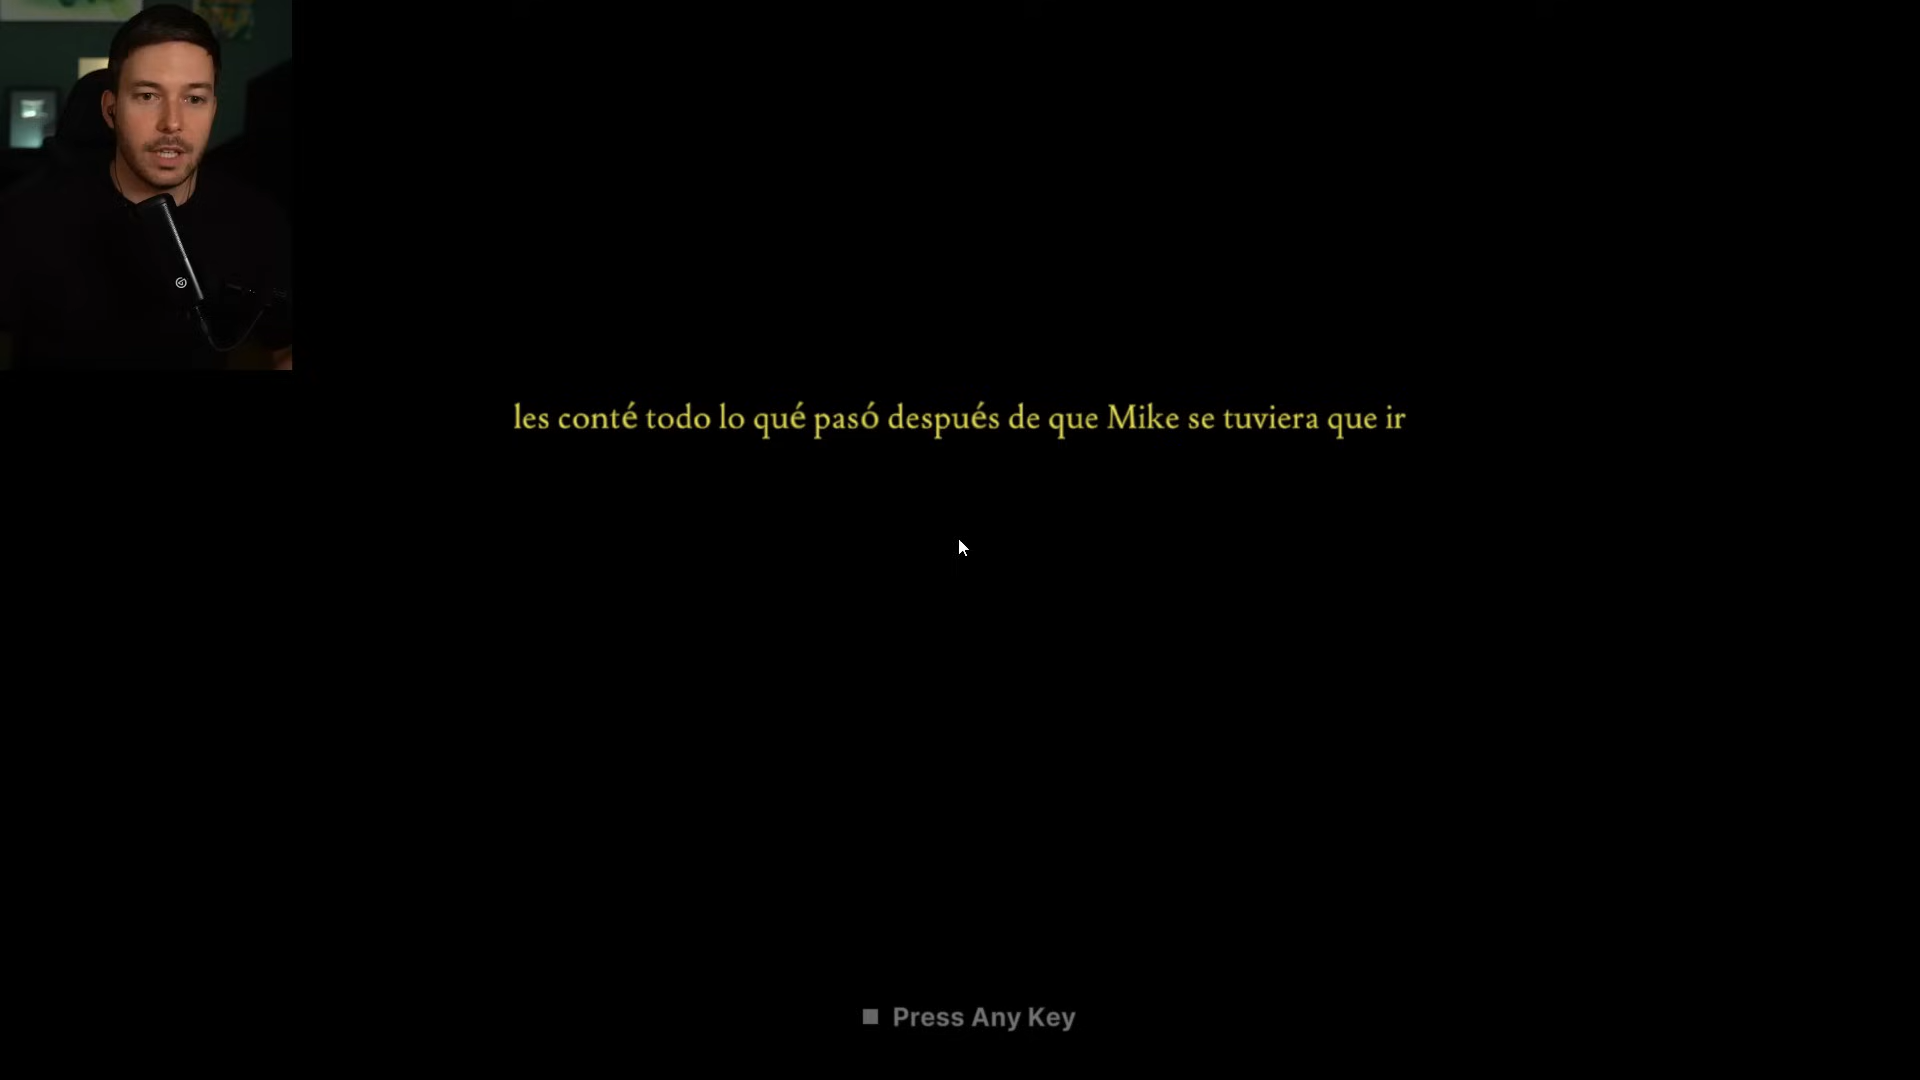 les conté todo lo qué pasó después de que Mike se tuviera que ir
Press Any Key